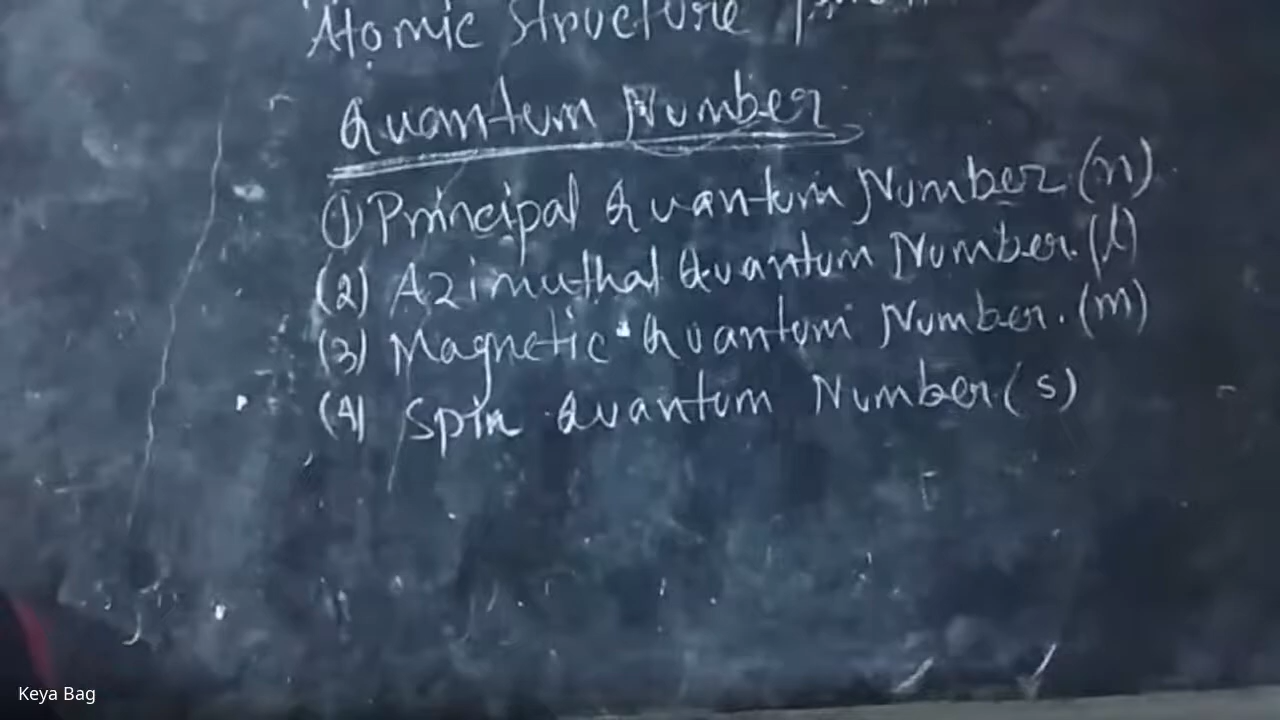 Atomic Structure
Quantum Number
(1) Principal Quantum Number (n)
(2) Azimuthal Quantum Number. (l)
(3) Magnetic Quantum Number. (m)
(4) Spin Quantum Number (s)
Keya Bag